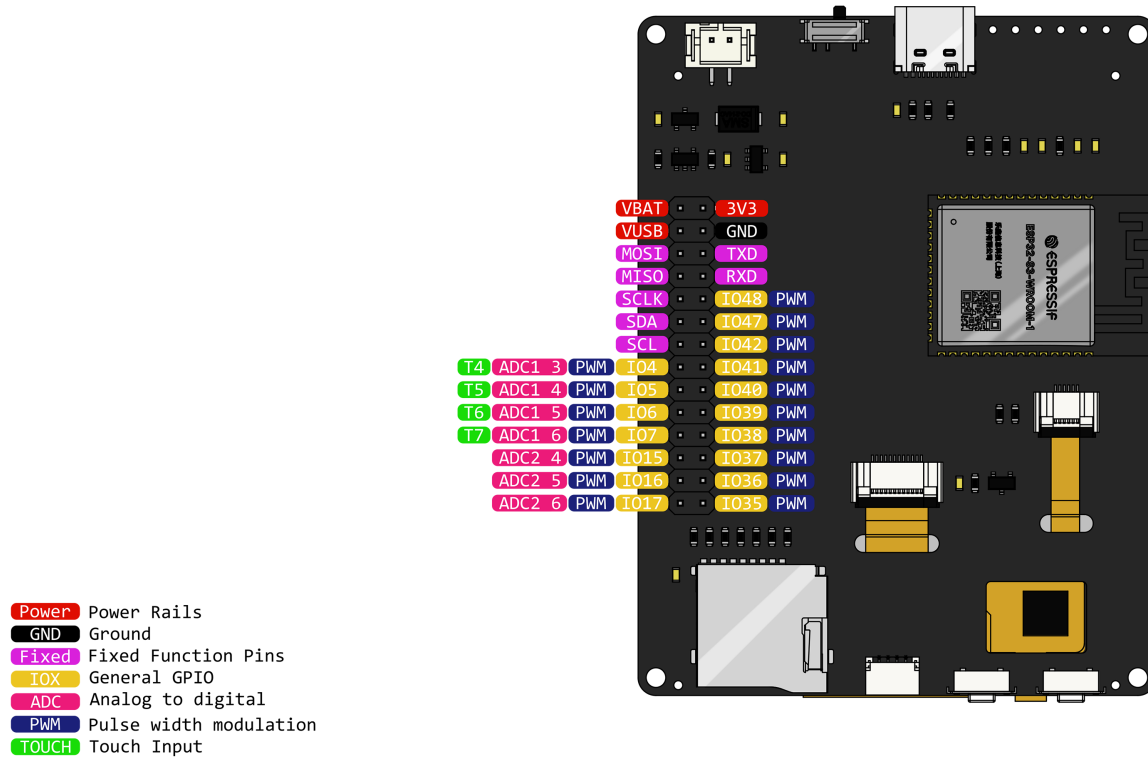 VBAT 3V3
VUSB GND
MOSI TXD
MISO RXD
SCLK IO48 PWM
SDA IO47 PWM
SCL IO42 PWM
T4 ADC1 3 PWM IO4 IO41 PWM
T5 ADC1 4 PWM IO5 IO40 PWM
T6 ADC1 5 PWM IO6 IO39 PWM
T7 ADC1 6 PWM IO7 IO38 PWM
ADC2 4 PWM IO15 IO37 PWM
ADC2 5 PWM IO16 IO36 PWM
ADC2 6 PWM IO17 IO35 PWM
ESPRESSIF
ESP32-S3-WROOM-1
Power Power Rails
GND Ground
Fixed Fixed Function Pins
IOX General GPIO
ADC Analog to digital
PWM Pulse width modulation
TOUCH Touch Input